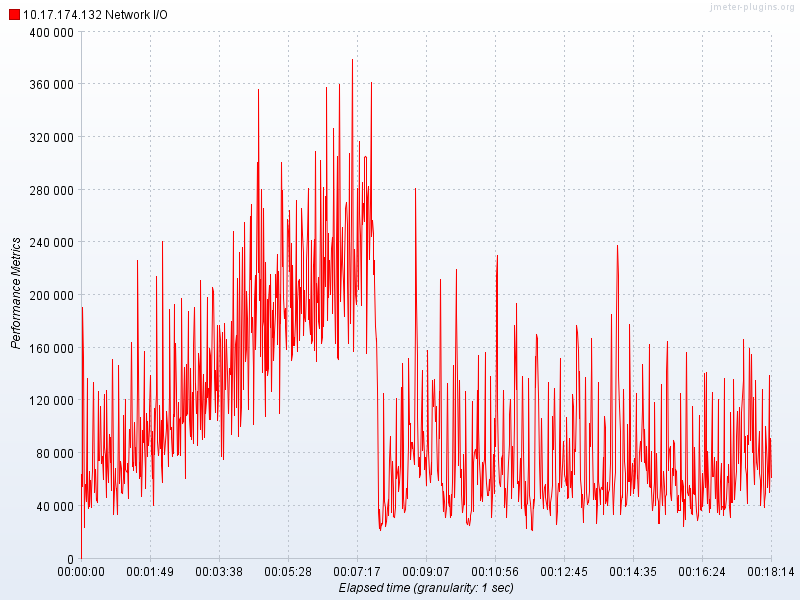 jmeter-plugins.org
10.17.174.132 Network I/O
400 000
360 000
320 000
280 000
240 000
200 000
160 000
120 000
80 000
40 000
0
Performance Metrics
00:00:00 00:01:49 00:03:38 00:05:28 00:07:17 00:09:07 00:10:56 00:12:45 00:14:35 00:16:24 00:18:14
Elapsed time (granularity: 1 sec)